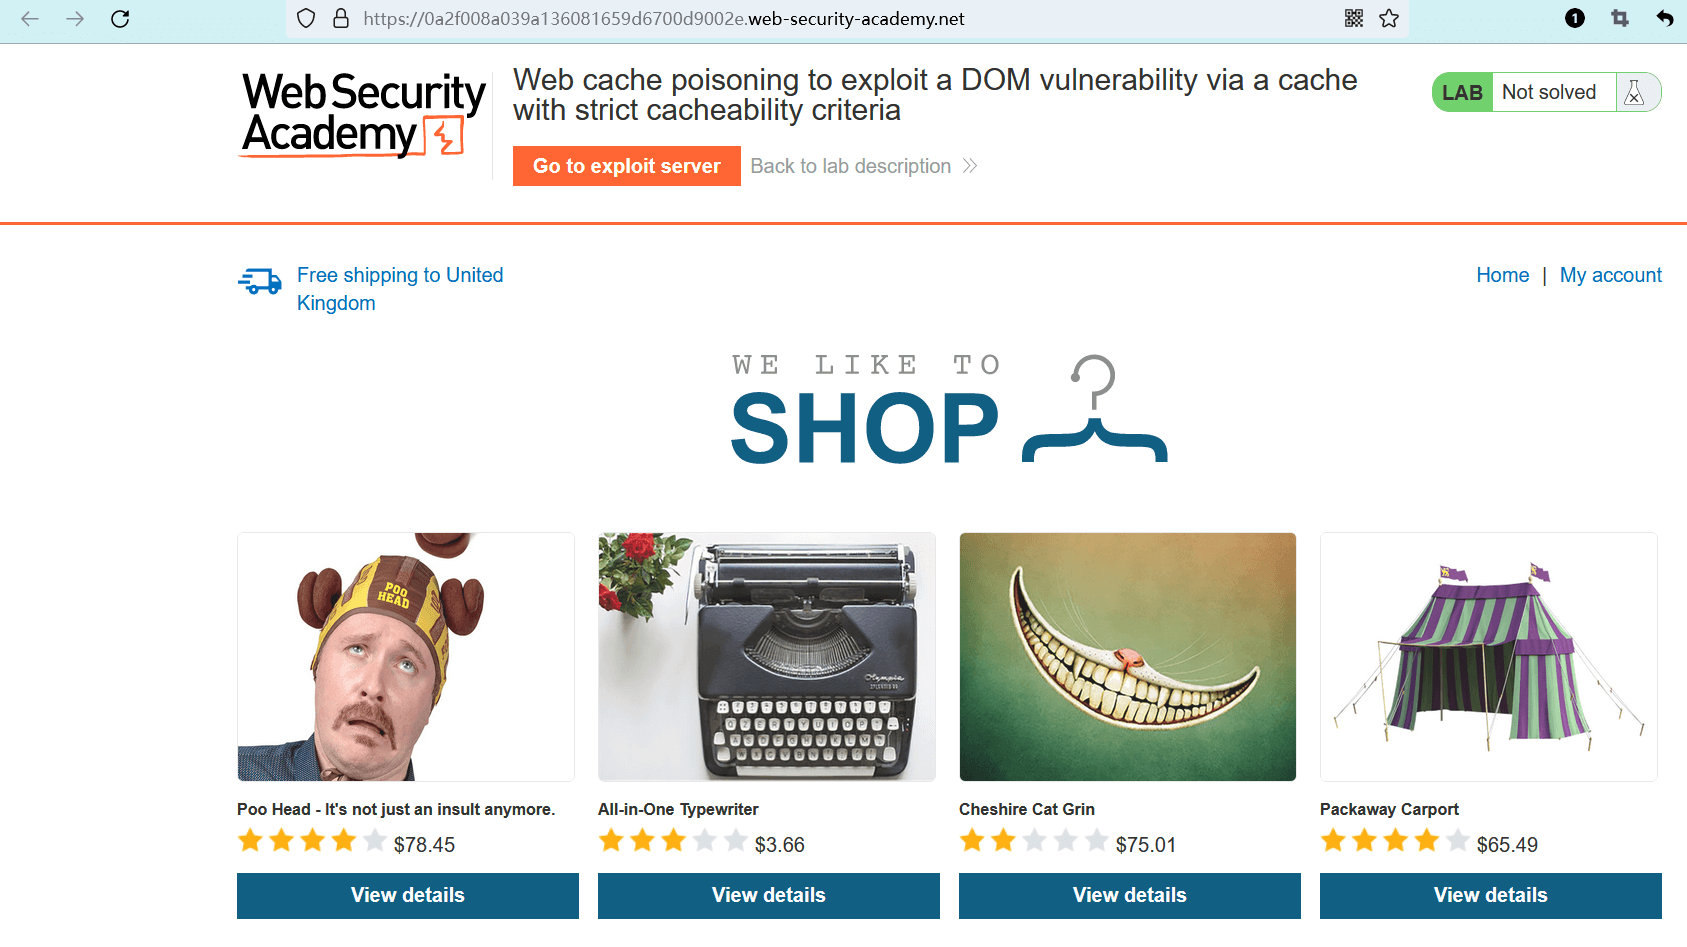 https://0a2f008a039a136081659d6700d9002e.web-security-academy.net
1
Web Security
Academy
Web cache poisoning to exploit a DOM vulnerability via a cache
with strict cacheability criteria
LAB Not solved
Go to exploit server Back to lab description
Free shipping to United
Kingdom
Home | My account
WE LIKE TO
SHOP
POO
HEAD
Olympia
Poo Head - It's not just an insult anymore.
$78.45
View details
All-in-One Typewriter
$3.66
View details
Cheshire Cat Grin
$75.01
View details
Packaway Carport
$65.49
View details